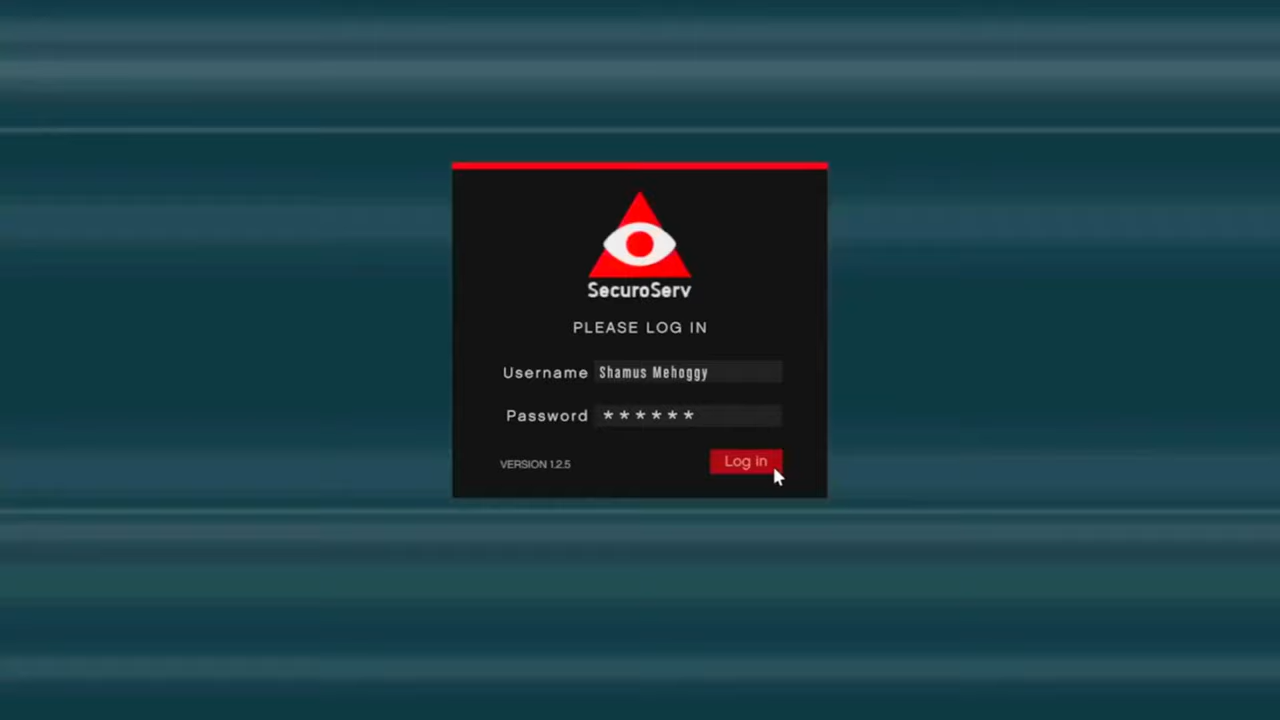 SecuroServ
PLEASE LOG IN
Username Shamus Mehoggy
Password ******
VERSION 1.2.5 Log in